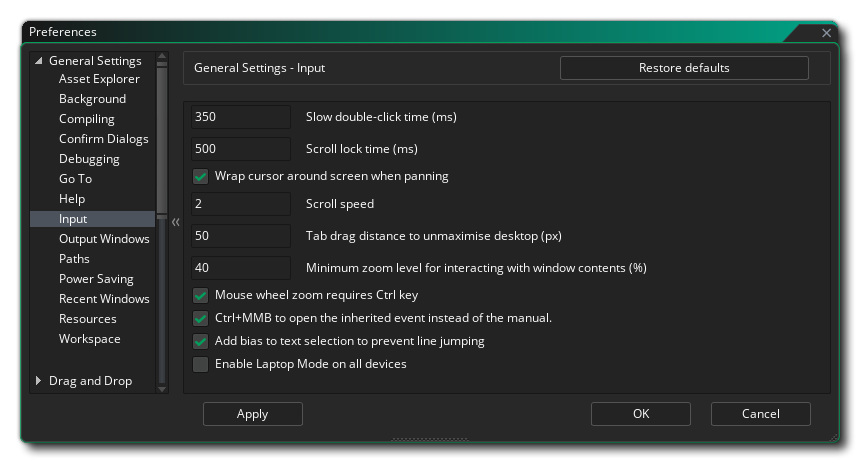 Preferences
General Settings
Asset Explorer
Background
Compiling
Confirm Dialogs
Debugging
Go To
Help
Input
Output Windows
Paths
Power Saving
Recent Windows
Resources
Workspace
Drag and Drop
General Settings - Input
Restore defaults
350 Slow double-click time (ms)
500 Scroll lock time (ms)
Wrap cursor around screen when panning
2 Scroll speed
50 Tab drag distance to unmaximise desktop (px)
40 Minimum zoom level for interacting with window contents (%)
Mouse wheel zoom requires Ctrl key
Ctrl+MMB to open the inherited event instead of the manual.
Add bias to text selection to prevent line jumping
Enable Laptop Mode on all devices
Apply
OK
Cancel